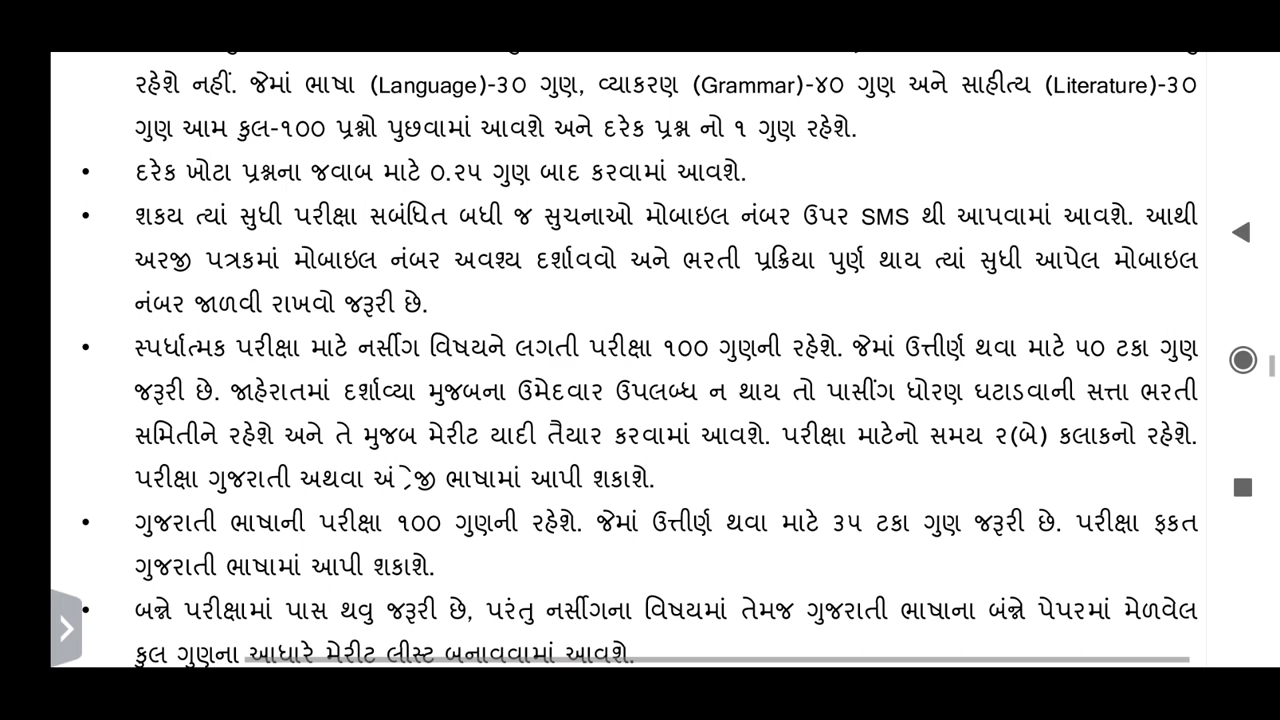 રહેશે નહીં. જેમાં ભાષા (Language)-૩૦ ગુણ, વ્યાકરણ (Grammar)-૪૦ ગુણ અને સાહીત્ય (Literature)-૩૦
ગુણ આમ કુલ-૧૦૦ પ્રશ્નો પુછવામાં આવશે અને દરેક પ્રશ્ન નો ૧ ગુણ રહેશે.
• દરેક ખોટા પ્રશ્નના જવાબ માટે ૦.૨૫ ગુણ બાદ કરવામાં આવશે.
• શકય ત્યાં સુધી પરીક્ષા સબંધિત બધી જ સુચનાઓ મોબાઇલ નંબર ઉપર SMS થી આપવામાં આવશે. આથી
અરજી પત્રકમાં મોબાઇલ નંબર અવશ્ય દર્શાવવો અને ભરતી પ્રક્રિયા પુર્ણ થાય ત્યાં સુધી આપેલ મોબાઇલ
નંબર જાળવી રાખવો જરૂરી છે.
• સ્પર્ધાત્મક પરીક્ષા માટે નર્સીગ વિષયને લગતી પરીક્ષા ૧૦૦ ગુણની રહેશે. જેમાં ઉત્તીર્ણ થવા માટે ૫૦ ટકા ગુણ
જરૂરી છે. જાહેરાતમાં દર્શાવ્યા મુજબના ઉમેદવાર ઉપલબ્ધ ન થાય તો પાસીંગ ધોરણ ઘટાડવાની સત્તા ભરતી
સમિતીને રહેશે અને તે મુજબ મેરીટ યાદી તૈયાર કરવામાં આવશે. પરીક્ષા માટેનો સમય ૨(બે) કલાકનો રહેશે.
પરીક્ષા ગુજરાતી અથવા ભાષામાં આપી શકાશે.
• ગુજરાતી ભાષાની પરીક્ષા ૧૦૦ ગુણની રહેશે. જેમાં ઉત્તીર્ણ થવા માટે ૩૫ ટકા ગુણ જરૂરી છે. પરીક્ષા ફકત
ગુજરાતી ભાષામાં આપી શકાશે.
• બન્ને પરીક્ષામાં પાસ થવુ જરૂરી છે, પરંતુ નર્સીગના વિષયમાં તેમજ ગુજરાતી ભાષાના બંન્ને પેપરમાં મેળવેલ
કુલ ગુણના આધારે મેરીટ લીસ્ટ બનાવવામાં આવશે.